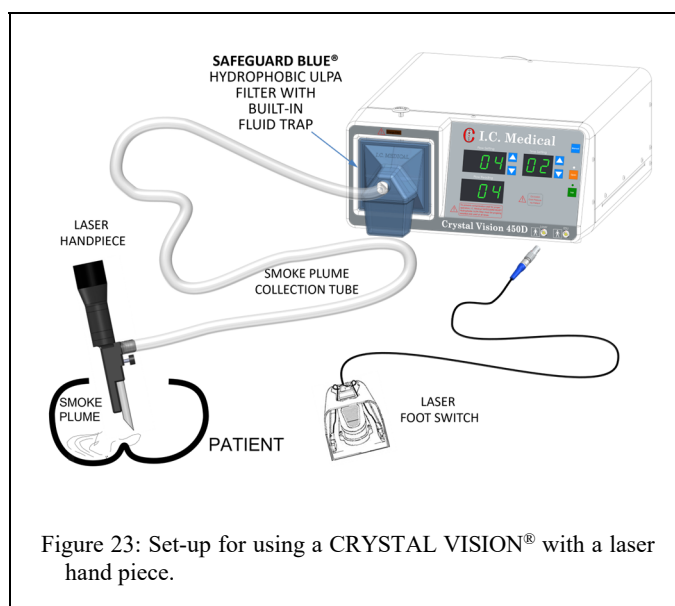 SAFEGUARD BLUE®
HYDROPHOBIC ULPA
FILTER WITH
BUILT-IN
FLUID TRAP
I.C. MEDICAL
I.C. Medical
04
02
04
Crystal Vision 450D
LASER
HANDPIECE
SMOKE PLUME
COLLECTION TUBE
SMOKE
PLUME
PATIENT
LASER
FOOT SWITCH
Figure 23: Set-up for using a CRYSTAL VISION® with a laser
hand piece.